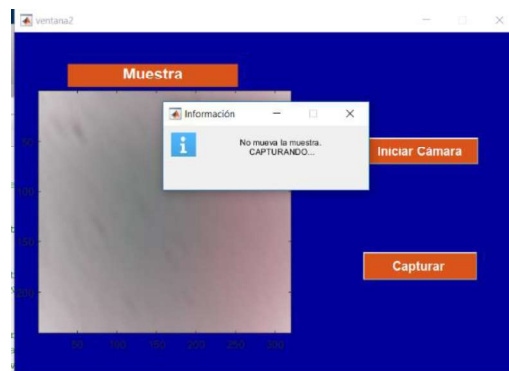 ventana2
Muestra
Información
No mueva la muestra.
CAPTURANDO...
Iniciar Cámara
Capturar
50
100
150
200
50
100
150
200
250
300